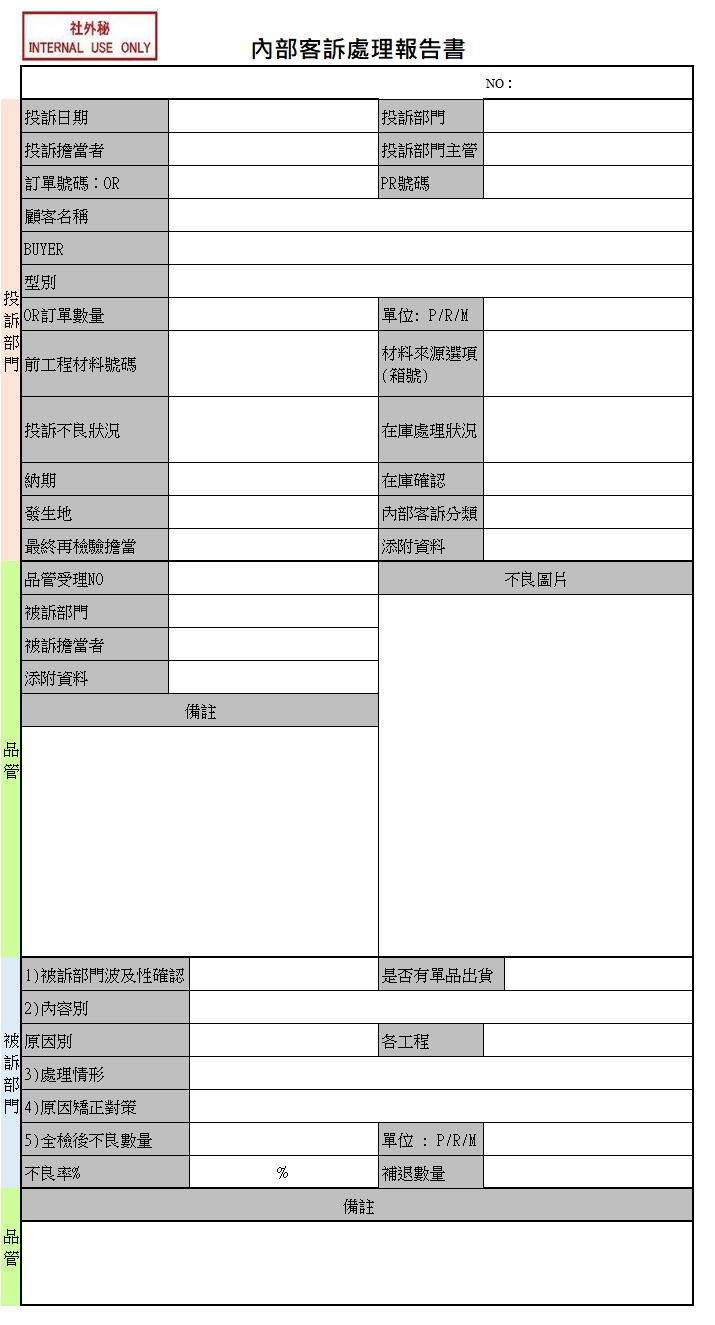 社外秘
INTERNAL USE ONLY
內部客訴處理報告書
NO：
投訴部門
投訴日期
投訴部門
投訴擔當者
投訴部門主管
訂單號碼：OR
PR號碼
顧客名稱
BUYER
型別
OR訂單數量
單位: P/R/M
前工程材料號碼
材料來源選項
(箱號)
投訴不良狀況
在庫處理狀況
納期
在庫確認
發生地
內部客訴分類
最終再檢驗擔當
添附資料
品管
品管受理NO
不良圖片
被訴部門
被訴擔當者
添附資料
備註
被訴部門
1)被訴部門波及性確認
是否有單品出貨
2)內容別
原因別
各工程
3)處理情形
4)原因矯正對策
5)全檢後不良數量
單位 : P/R/M
不良率%
%
補退數量
品管
備註